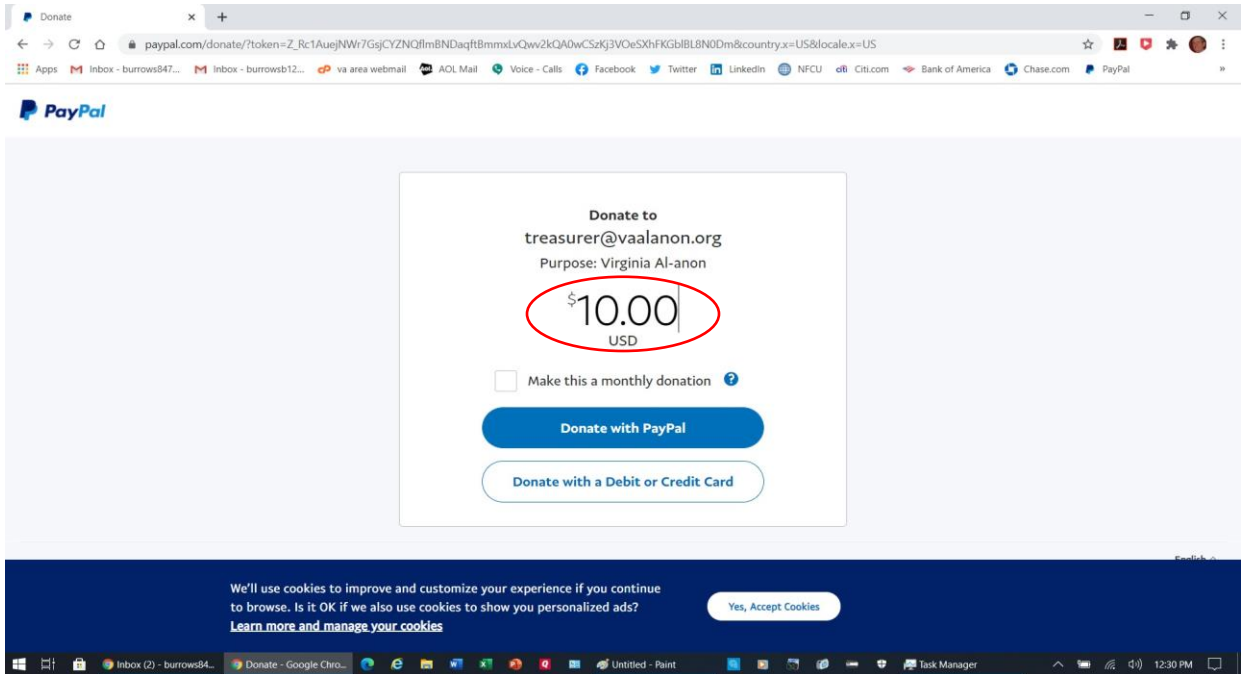 Donate
paypal.com/donate/?token=Z_Rc1AuejNWr7GsjCYZNQflmBNDaqftBmmxLvQwv2kQA0wCSzKj3VOeSXhFKGblBL8N0Dm&country.x=US&locale.x=US
Apps Inbox - burrows847... Inbox - burrowsb12... va area webmail AOL Mail Voice - Calls Facebook Twitter LinkedIn NFCU Citi.com Bank of America Chase.com PayPal »
PayPal
Donate to
treasurer@vaalanon.org
Purpose: Virginia Al-anon
$10.00
USD
Make this a monthly donation ?
Donate with PayPal
Donate with a Debit or Credit Card
English
We'll use cookies to improve and customize your experience if you continue
to browse. Is it OK if we also use cookies to show you personalized ads?
Yes, Accept Cookies
Learn more and manage your cookies
Inbox (2) - burrows84... Donate - Google Chro... Untitled - Paint Task Manager 12:30 PM